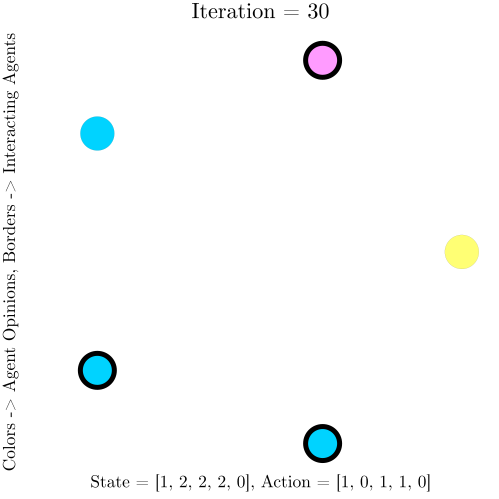 Iteration = 30
Colors -> Agent Opinions, Borders -> Interacting Agents
State = [1, 2, 2, 2, 0], Action = [1, 0, 1, 1, 0]